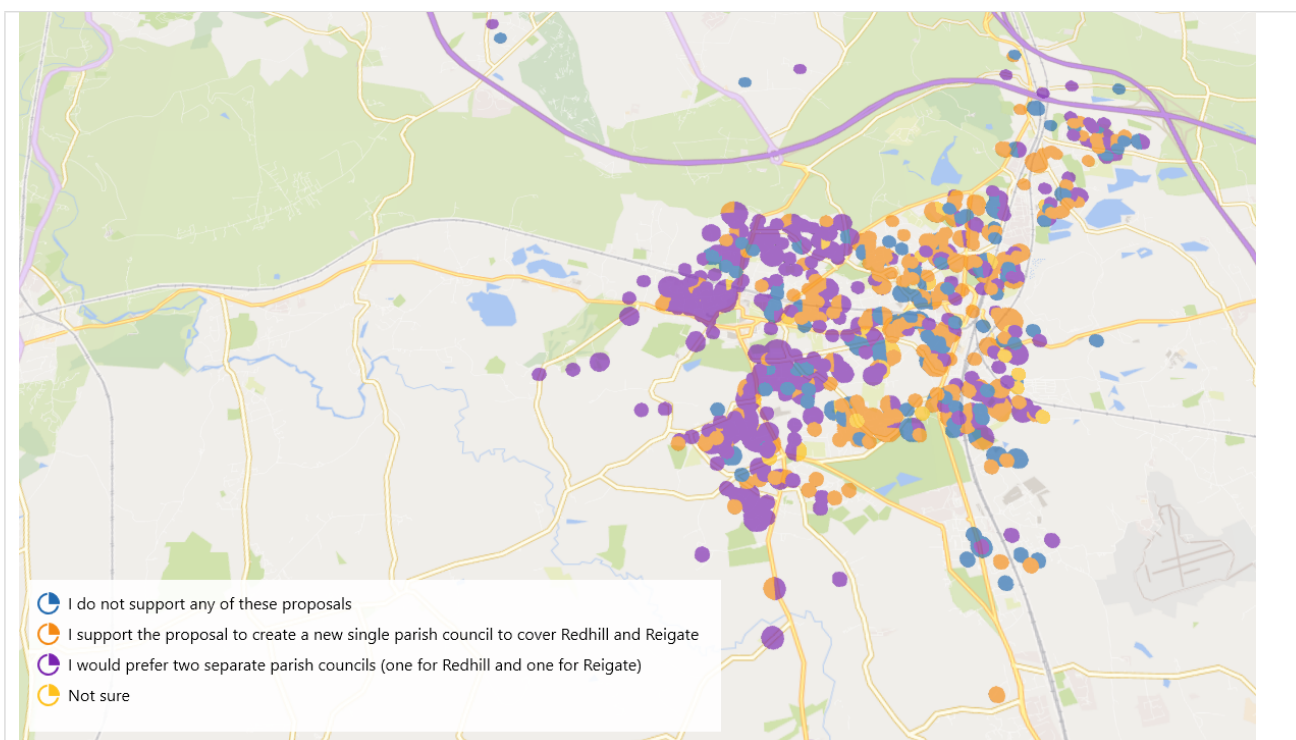 I do not support any of these proposals
I support the proposal to create a new single parish council to cover Redhill and Reigate
I would prefer two separate parish councils (one for Redhill and one for Reigate)
Not sure